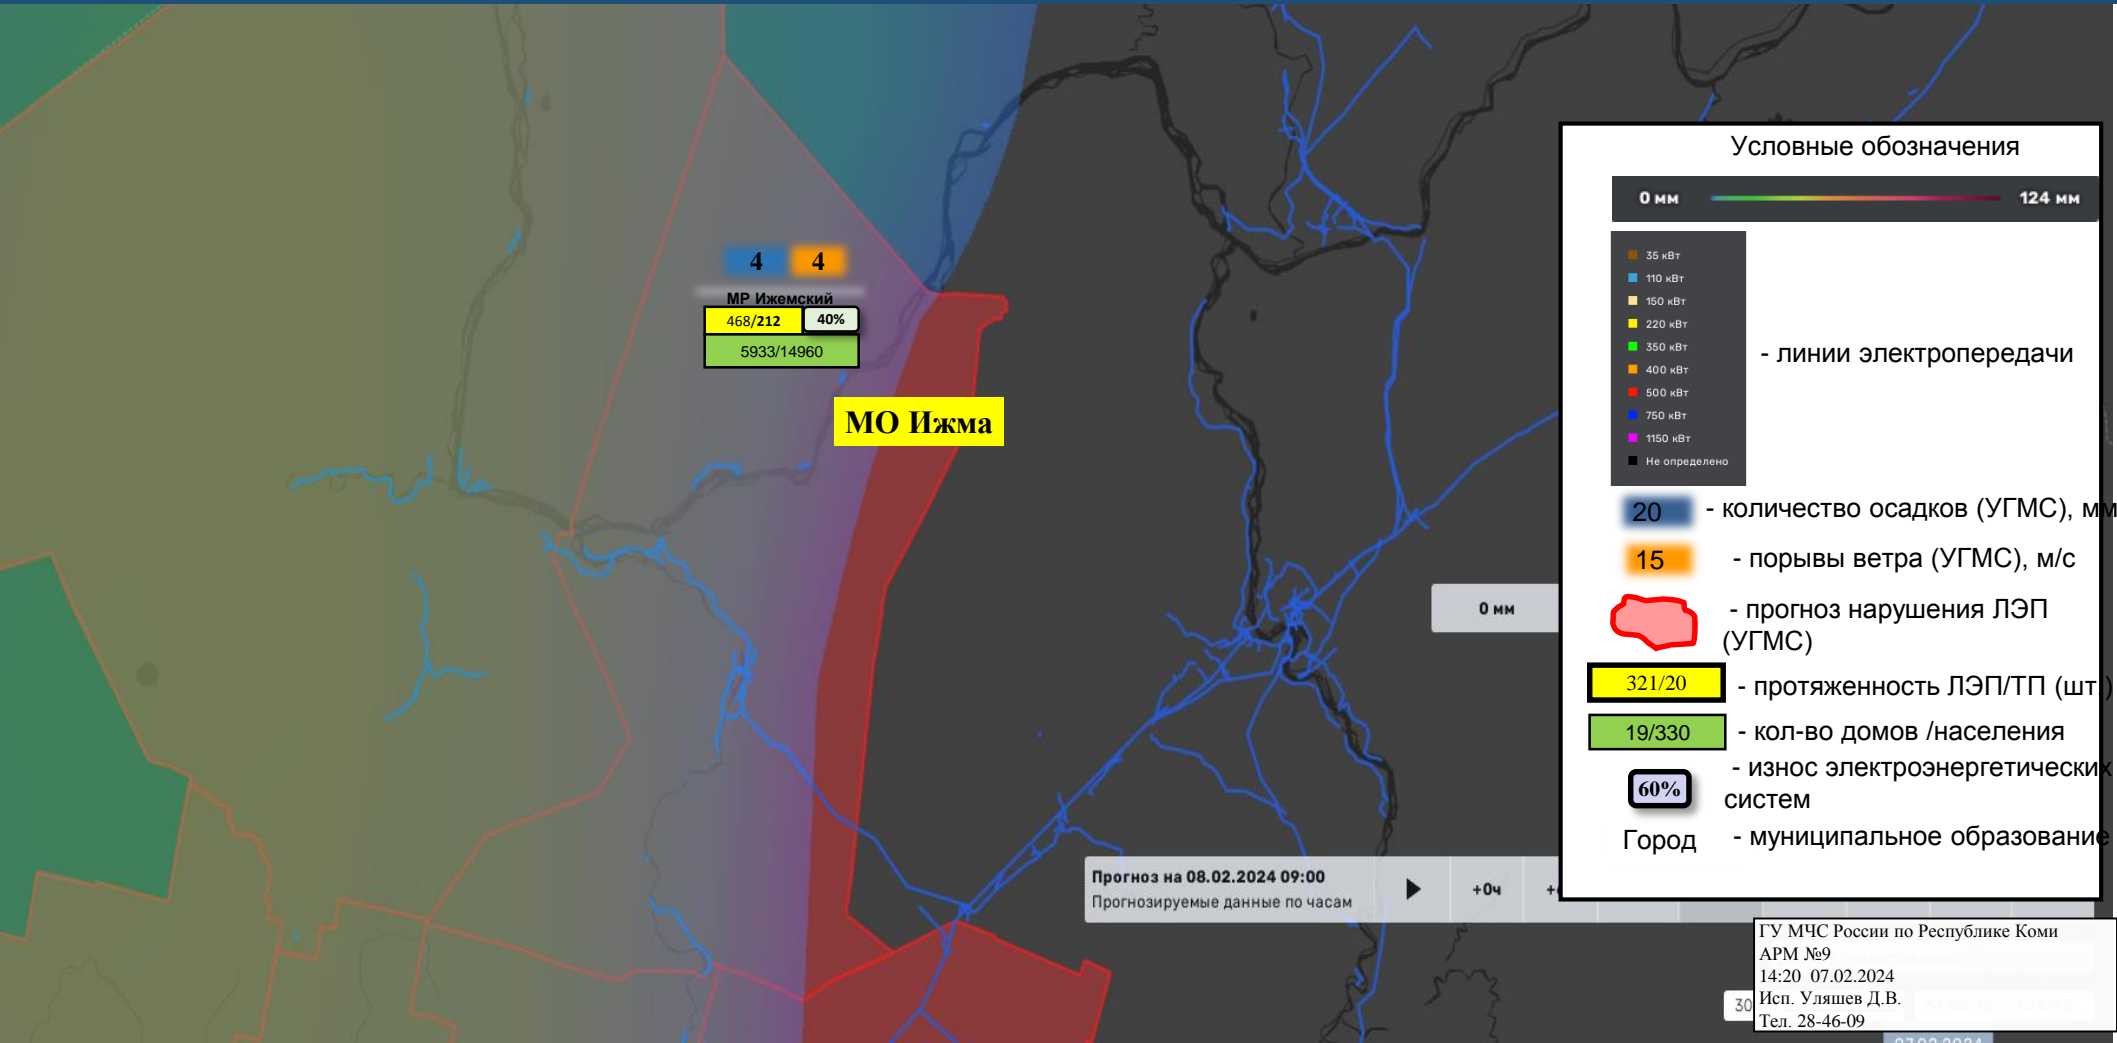 4 4
МР Ижемский
468/212 40%
5933/14960
МО Ижма
Условные обозначения
0 мм 124 мм
35 кВт
110 кВт
150 кВт
220 кВт
350 кВт
400 кВт
500 кВт
750 кВт
1150 кВт
Не определено
- линии электропередачи
20 - количество осадков (УГМС), мм
15 - порывы ветра (УГМС), м/с
- прогноз нарушения ЛЭП
(УГМС)
321/20 - протяженность ЛЭП/ТП (шт.)
19/330 - кол-во домов /населения
- износ электроэнергетических
60% систем
Город - муниципальное образование
0 мм
Прогноз на 08.02.2024 09:00
Прогнозируемые данные по часам
+0ч
ГУ МЧС России по Республике Коми
АРМ №9
14:20 07.02.2024
Исп. Уляшев Д.В.
Тел. 28-46-09
30
07.02.2024